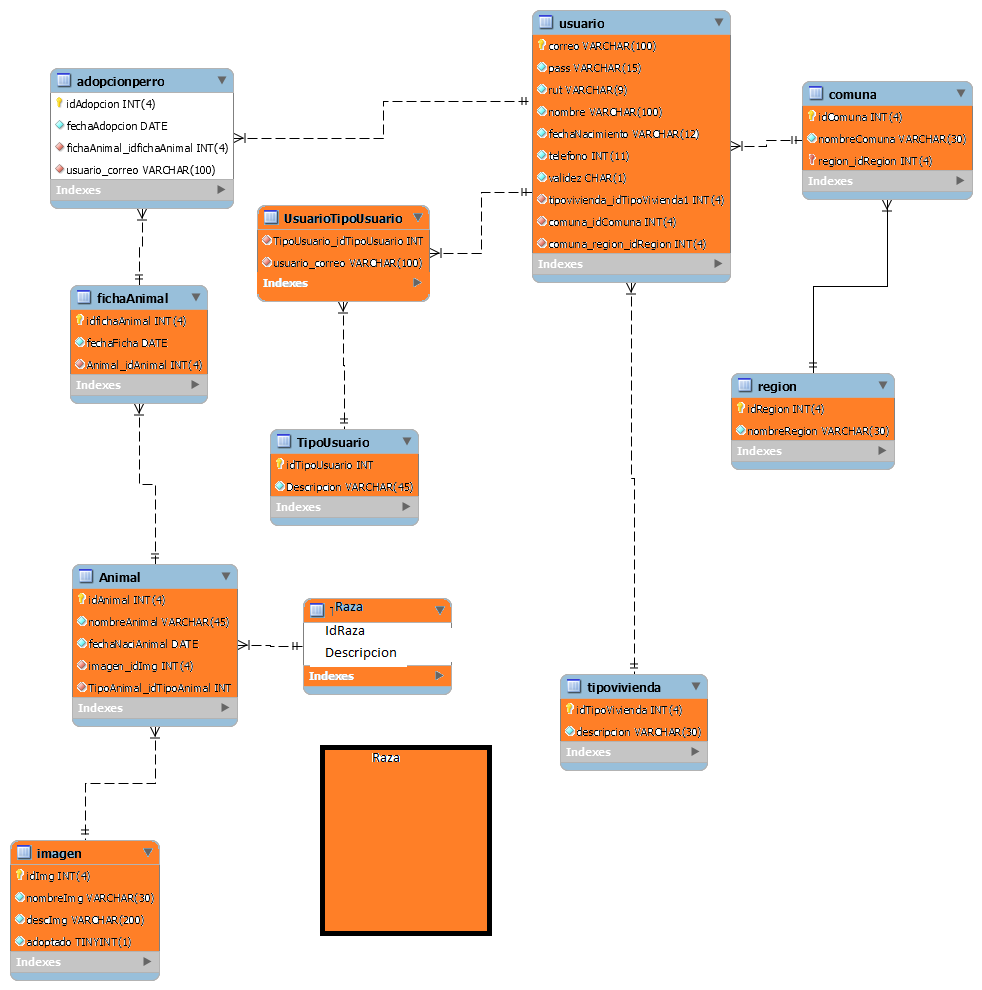 usuario
correo VARCHAR(100)
pass VARCHAR(15)
rut VARCHAR(9)
nombre VARCHAR(100)
fechaNacimiento VARCHAR(12)
telefono INT(11)
validez CHAR(1)
tipovivienda_idTipoVivienda1 INT(4)
comuna_idComuna INT(4)
comuna_region_idRegion INT(4)
Indexes
adopcionperro
idAdopcion INT(4)
fechaAdopcion DATE
fichaAnimal_idfichaAnimal INT(4)
usuario_correo VARCHAR(100)
Indexes
comuna
idComuna INT(4)
nombreComuna VARCHAR(30)
region_idRegion INT(4)
Indexes
UsuarioTipoUsuario
TipoUsuario_idTipoUsuario INT
usuario_correo VARCHAR(100)
Indexes
fichaAnimal
idfichaAnimal INT(4)
fechaFicha DATE
Animal_idAnimal INT(4)
Indexes
region
idRegion INT(4)
nombreRegion VARCHAR(30)
Indexes
TipoUsuario
idTipoUsuario INT
Descripcion VARCHAR(45)
Indexes
Animal
idAnimal INT(4)
nombreAnimal VARCHAR(45)
fechaNaciAnimal DATE
imagen_idImg INT(4)
TipoAnimal_idTipoAnimal INT
Indexes
Raza
IdRaza
Descripcion
Indexes
tipovivienda
idTipoVivienda INT(4)
descripcion VARCHAR(30)
Indexes
Raza
imagen
idImg INT(4)
nombreImg VARCHAR(30)
descImg VARCHAR(200)
adoptado TINYINT(1)
Indexes